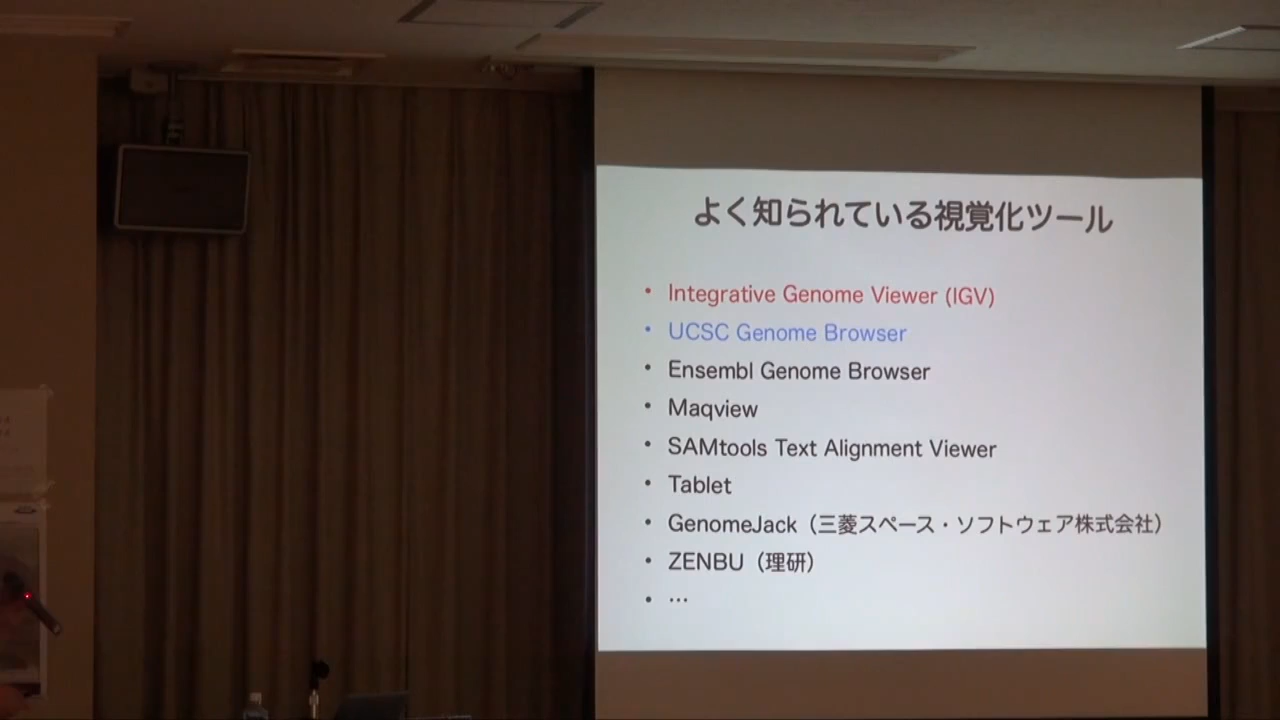 よく知られている視覚化ツール
• Integrative Genome Viewer (IGV)
• UCSC Genome Browser
• Ensembl Genome Browser
• Maqview
• SAMtools Text Alignment Viewer
• Tablet
• GenomeJack（三菱スペース・ソフトウェア株式会社）
• ZENBU（理研）
• …